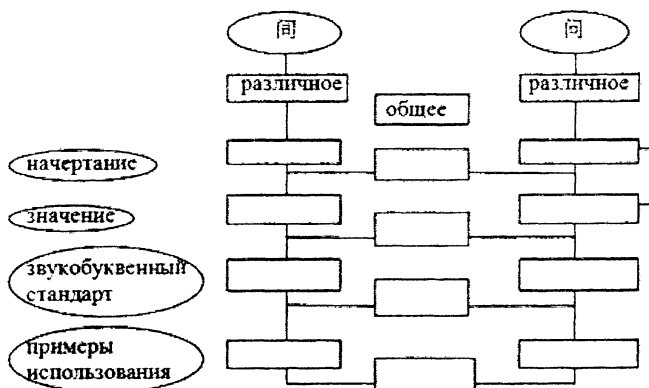 间 问
различное различное
общее
начертание
значение
звукобуквенный
стандарт
примеры
использования